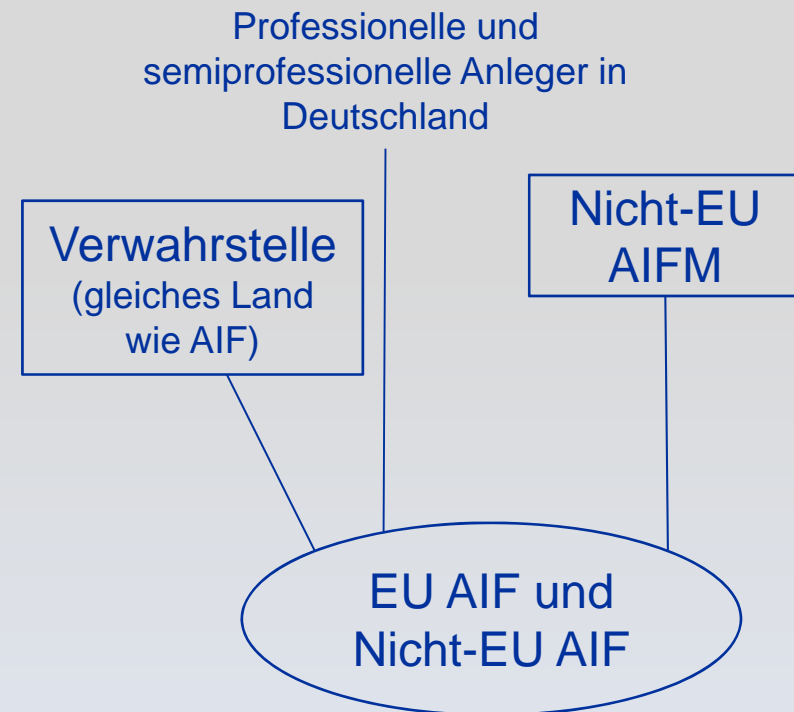 Professionelle und
semiprofessionelle Anleger in
Deutschland
Verwahrstelle
(gleiches Land
wie AIF)
Nicht-EU
AIFM
EU AIF und
Nicht-EU AIF